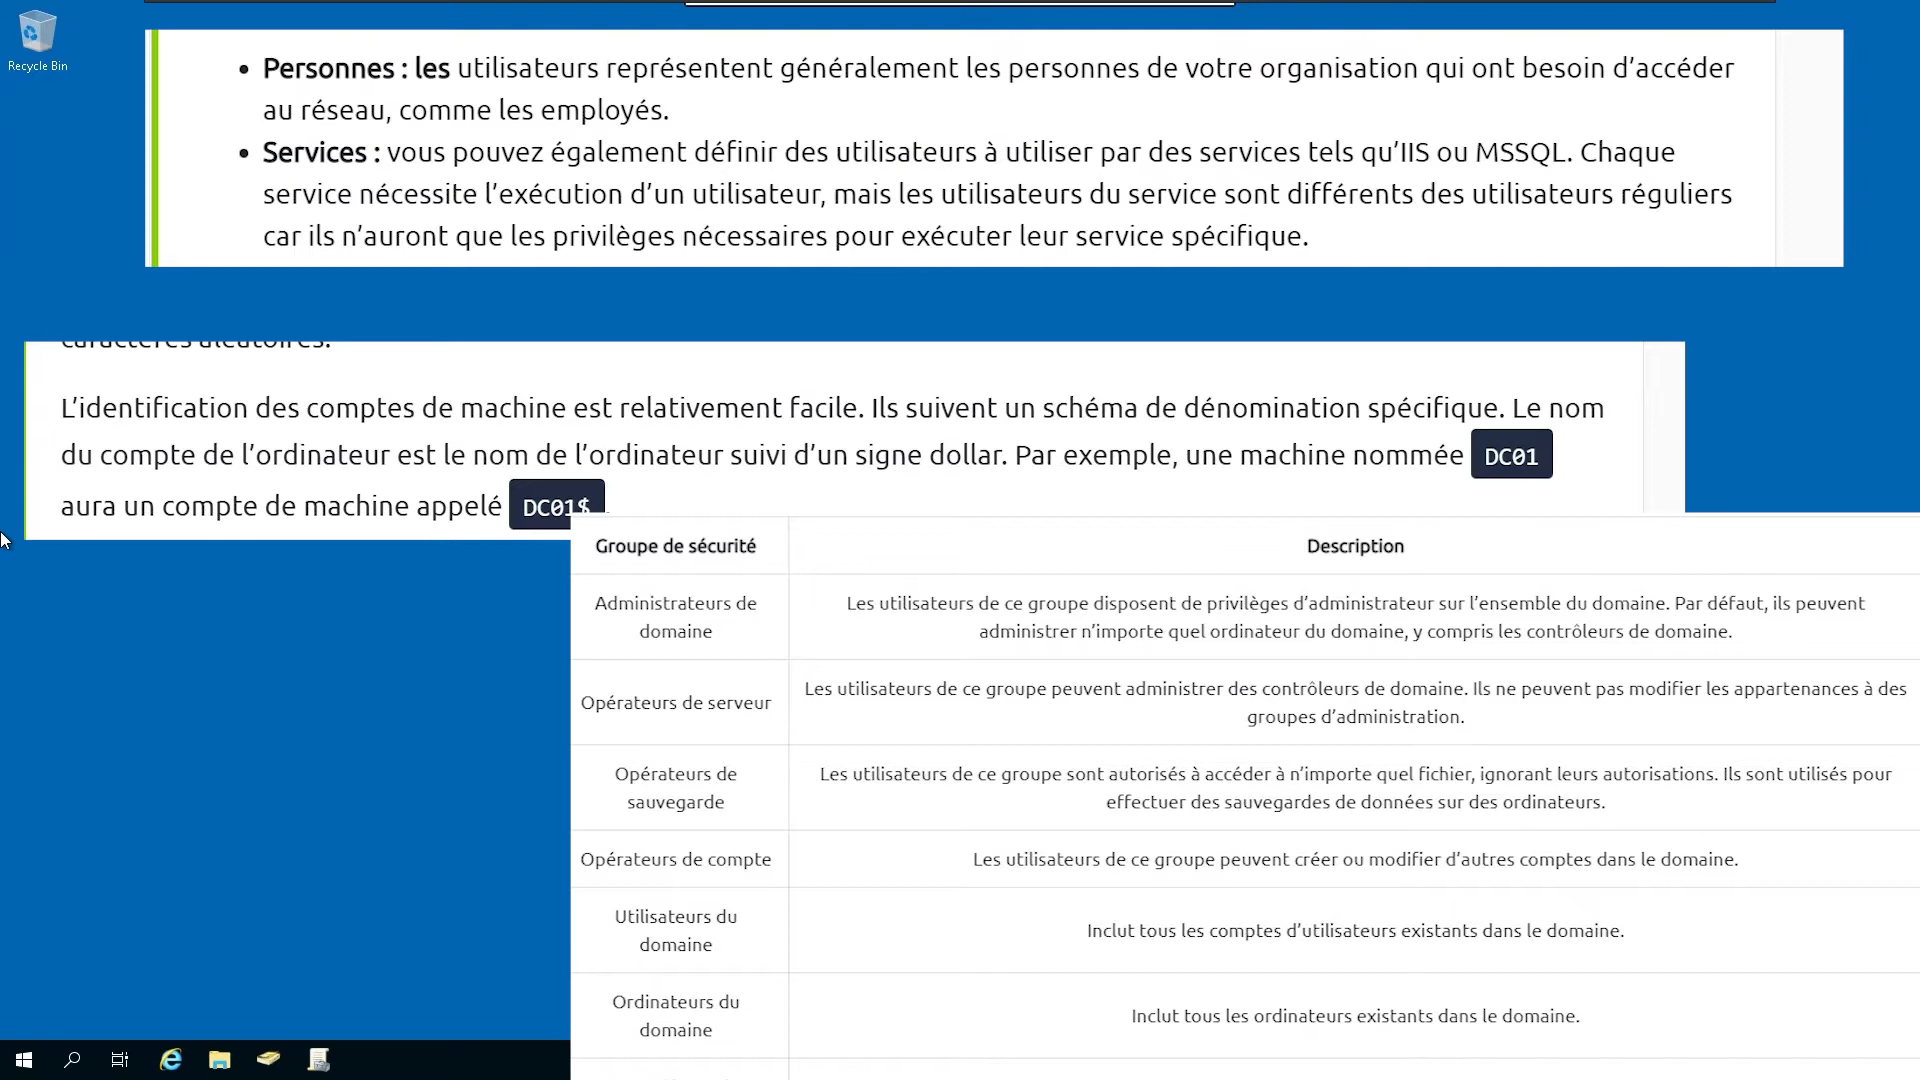 Recycle Bin
• Personnes : les utilisateurs représentent généralement les personnes de votre organisation qui ont besoin d’accéder
au réseau, comme les employés.
• Services : vous pouvez également définir des utilisateurs à utiliser par des services tels qu’IIS ou MSSQL. Chaque
service nécessite l’exécution d’un utilisateur, mais les utilisateurs du service sont différents des utilisateurs réguliers
car ils n’auront que les privilèges nécessaires pour exécuter leur service spécifique.
caractères aléatoires.
L’identification des comptes de machine est relativement facile. Ils suivent un schéma de dénomination spécifique. Le nom
du compte de l’ordinateur est le nom de l’ordinateur suivi d’un signe dollar. Par exemple, une machine nommée DC01
aura un compte de machine appelé DC01$
Groupe de sécurité
Description
Administrateurs de
domaine
Les utilisateurs de ce groupe disposent de privilèges d’administrateur sur l’ensemble du domaine. Par défaut, ils peuvent
administrer n’importe quel ordinateur du domaine, y compris les contrôleurs de domaine.
Opérateurs de serveur
Les utilisateurs de ce groupe peuvent administrer des contrôleurs de domaine. Ils ne peuvent pas modifier les appartenances à des
groupes d’administration.
Opérateurs de
sauvegarde
Les utilisateurs de ce groupe sont autorisés à accéder à n’importe quel fichier, ignorant leurs autorisations. Ils sont utilisés pour
effectuer des sauvegardes de données sur des ordinateurs.
Opérateurs de compte
Les utilisateurs de ce groupe peuvent créer ou modifier d’autres comptes dans le domaine.
Utilisateurs du
domaine
Inclut tous les comptes d’utilisateurs existants dans le domaine.
Ordinateurs du
domaine
Inclut tous les ordinateurs existants dans le domaine.